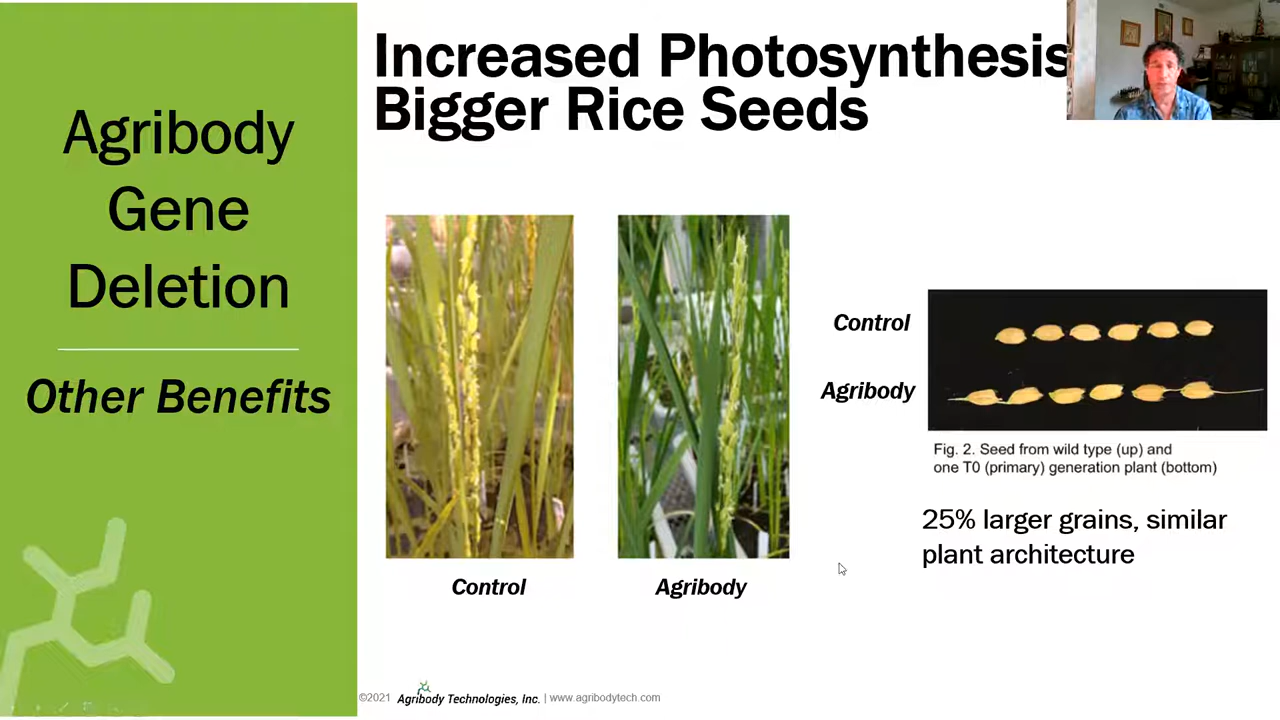 Agribody
Gene
Deletion
Other Benefits
Increased Photosynthesis
Bigger Rice Seeds
Control
Agribody
Control
Agribody
Fig. 2. Seed from wild type (up) and
one T0 (primary) generation plant (bottom)
25% larger grains, similar
plant architecture
©2021 Agribody Technologies, Inc. | www.agribodytech.com